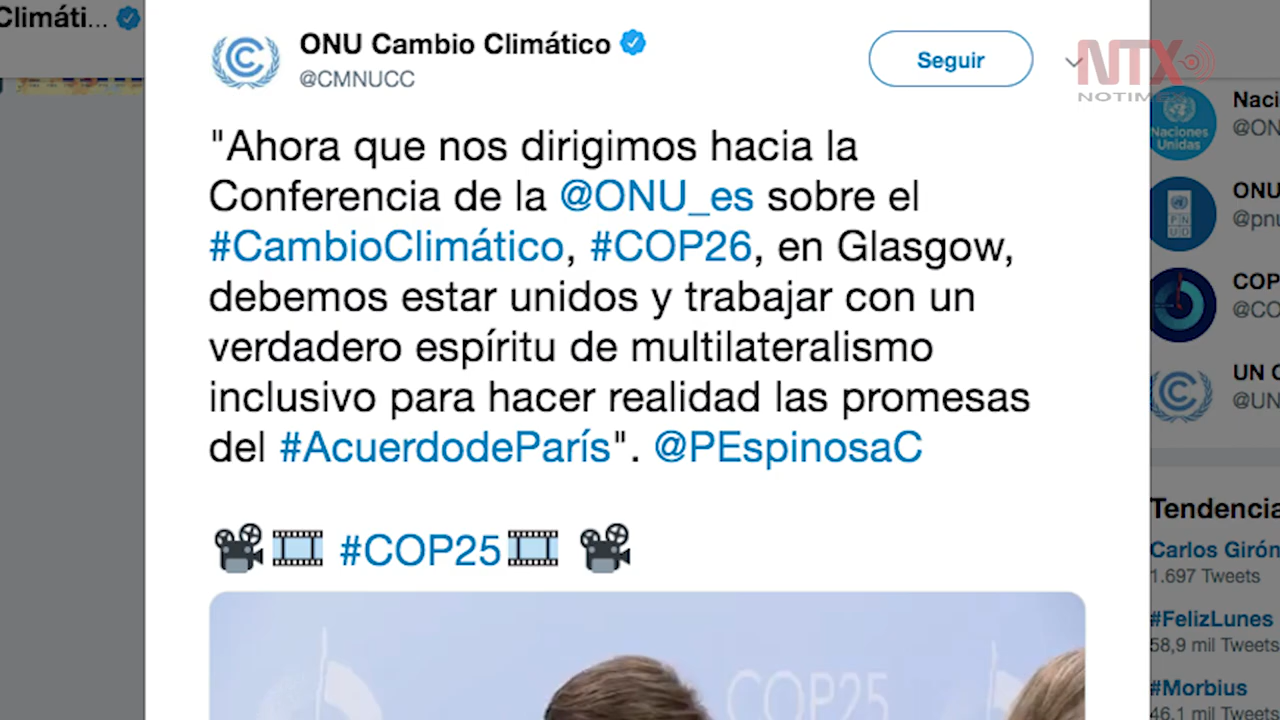 Climáti...
ONU Cambio Climático
@CMNUCC
Seguir
NTX
"Ahora que nos dirigimos hacia la
Conferencia de la @ONU_es sobre el
#CambioClimático, #COP26, en Glasgow,
debemos estar unidos y trabajar con un
verdadero espíritu de multilateralismo
inclusivo para hacer realidad las promesas
del #AcuerdodeParís". @PEspinosaC
#COP25
COP25
Naciones
Unidas
Naci
@ON
ONU
@pnu
PN
UD
COP
@CO
UN C
@UN
Tendencia
Carlos Girón
1.697 Tweets
#FelizLunes
58,9 mil Tweets
#Morbius
46,1 mil Tweets